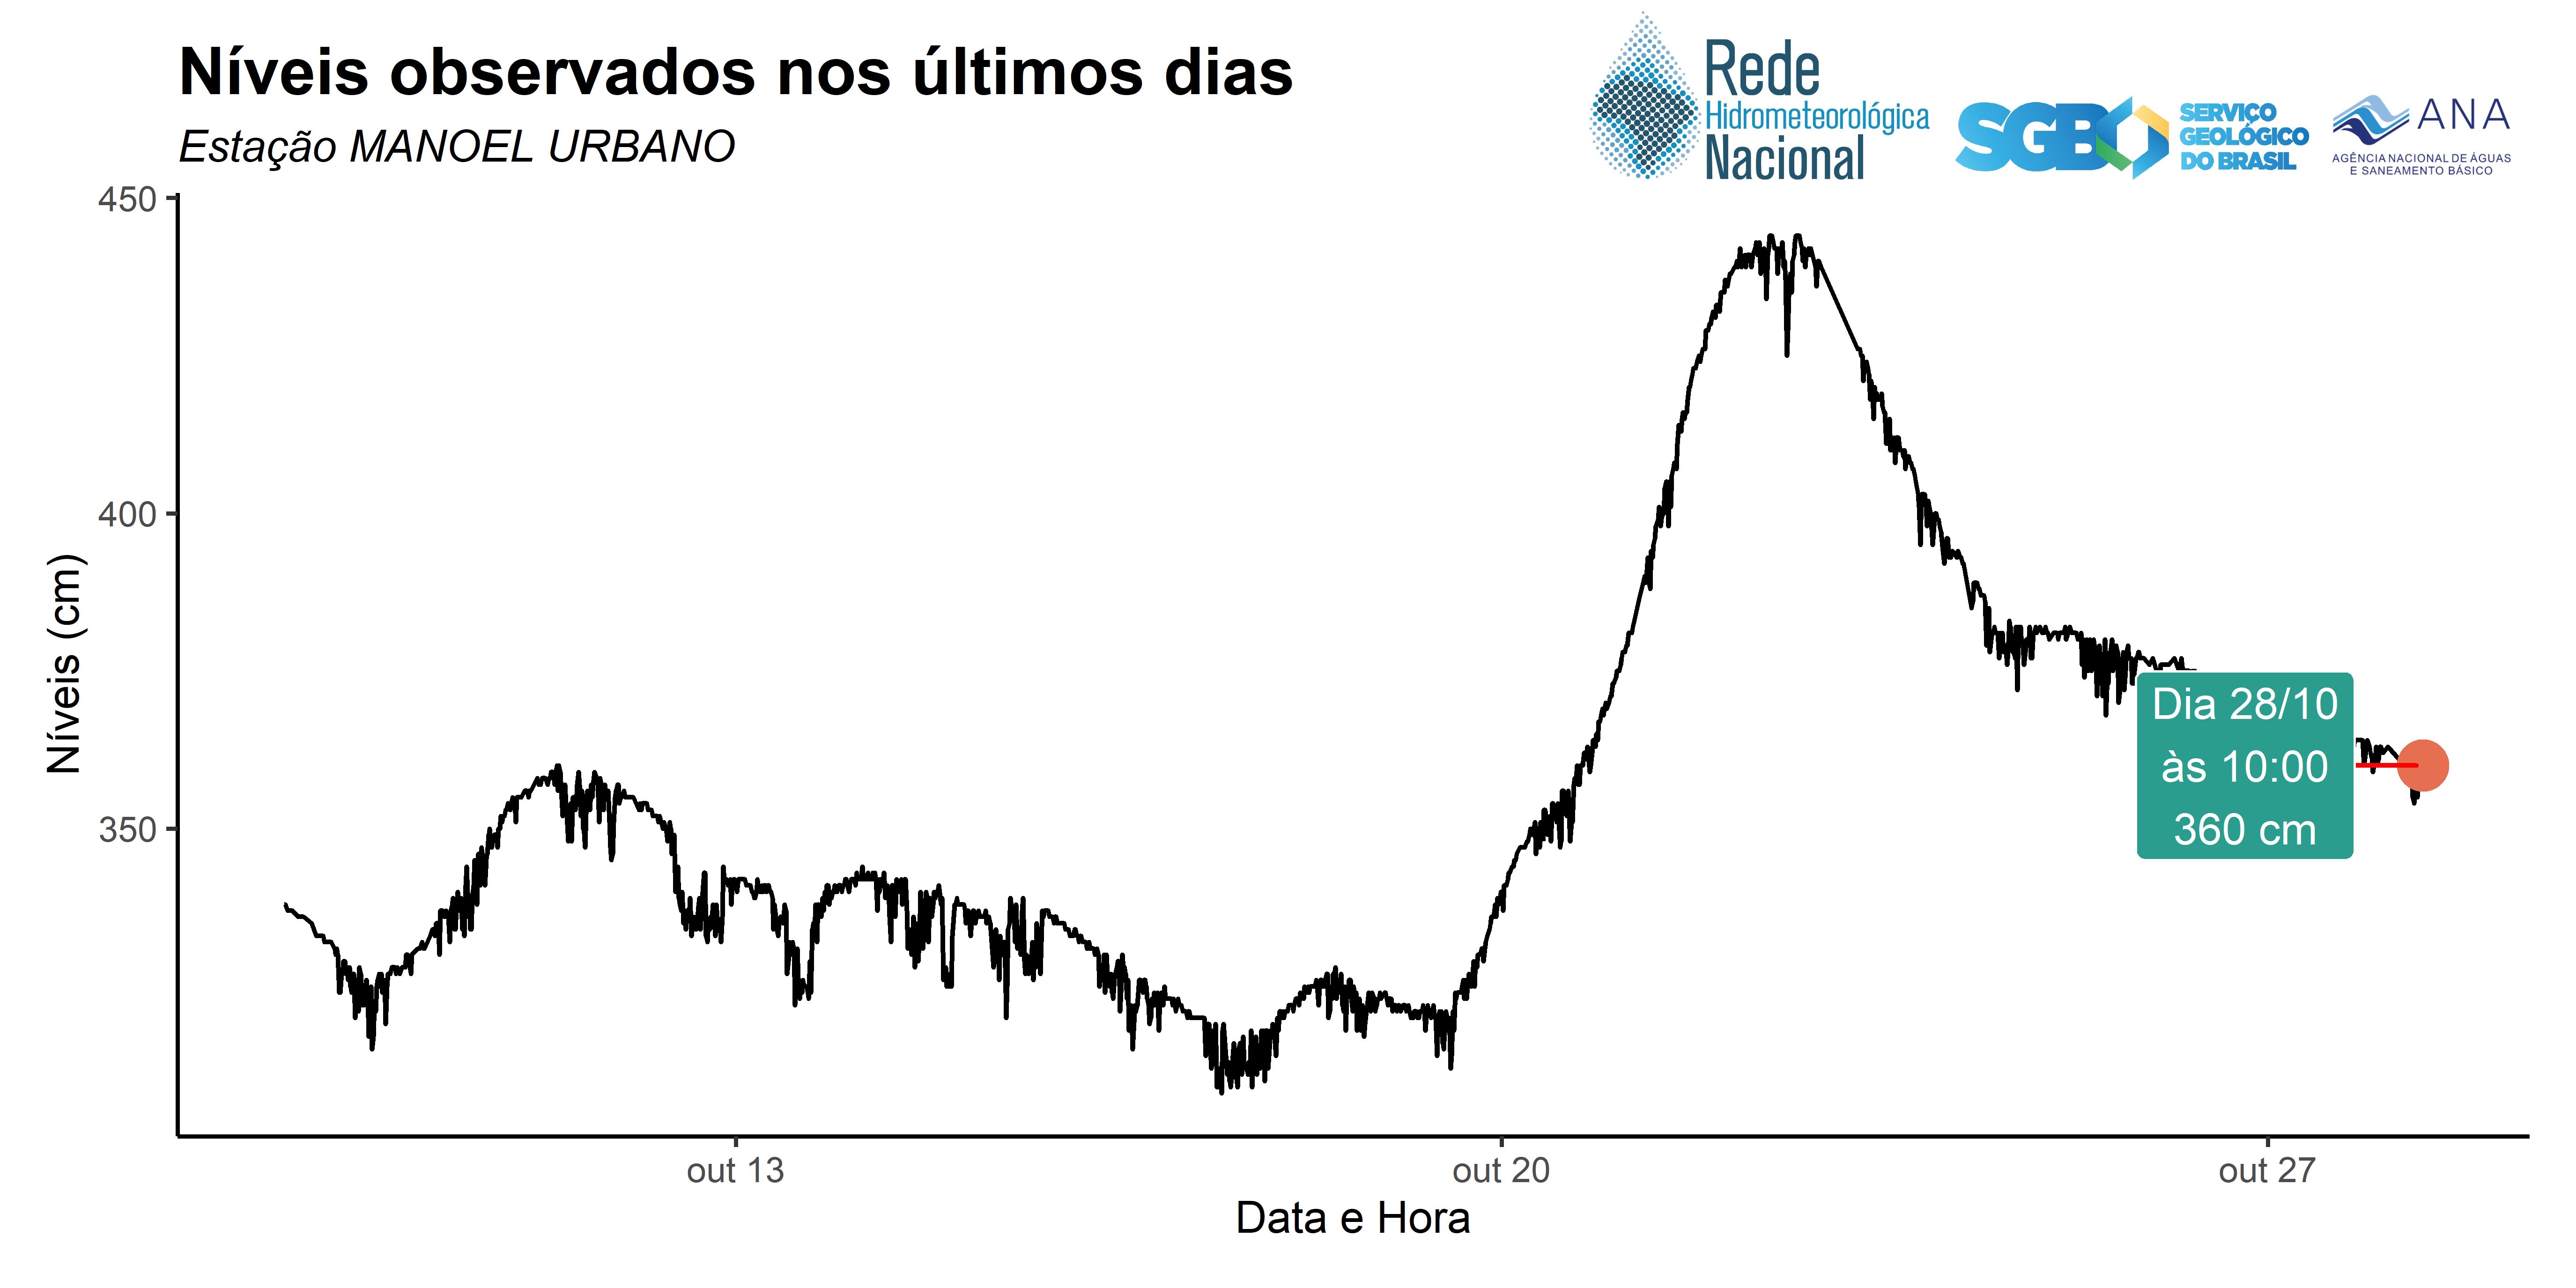 Níveis observados nos últimos dias
Estação MANOEL URBANO
Rede
Hidrometeorológica
Nacional
SGB
SERVIÇO
GEOLÓGICO
DO BRASIL
ANA
AGÊNCIA NACIONAL DE ÁGUAS
E SANEAMENTO BÁSICO
450
400
350
Níveis (cm)
Dia 28/10
às 10:00
360 cm
out 13
out 20
out 27
Data e Hora